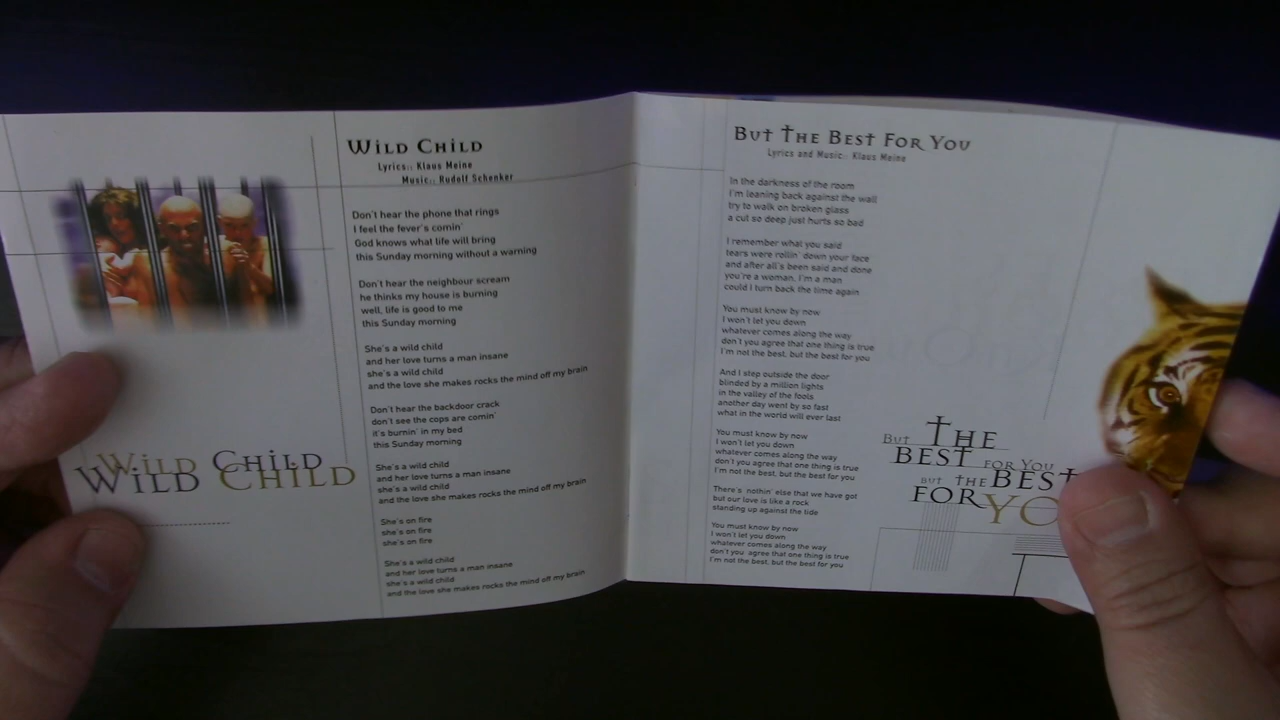 WILD CHILD
Lyrics:: Klaus Meine
Music:: Rudolf Schenker
Don't hear the phone that rings
I feel the fever's comin'
God knows what life will bring
this Sunday morning without a warning
Don't hear the neighbour scream
he thinks my house is burning
well, life is good to me
this Sunday morning
She's a wild child
and her love turns a man insane
she's a wild child
and the love she makes rocks the mind off my brain
Don't hear the backdoor crack
don't see the cops are comin'
it's burnin' in my bed
this Sunday morning
She's a wild child
and her love turns a man insane
she's a wild child
and the love she makes rocks the mind off my brain
She's on fire
she's on fire
she's on fire
She's a wild child
and her love turns a man insane
she's a wild child
and the love she makes rocks the mind off my brain
WILD CHILD
WILD CHILD
BUT THE BEST FOR YOU
Lyrics and Music:: Klaus Meine
In the darkness of the room
I'm leaning back against the wall
try to walk on broken glass
a cut so deep just hurts so bad
I remember what you said
tears were rollin' down your face
and after all's been said and done
you're a woman, I'm a man
could I turn back the time again
You must know by now
I won't let you down
whatever comes along the way
don't you agree that one thing is true
I'm not the best, but the best for you
And I step outside the door
blinded by a million lights
in the valley of the fools
another day went by so fast
what in the world will ever last
You must know by now
I won't let you down
whatever comes along the way
don't you agree that one thing is true
I'm not the best, but the best for you
There's nothin' else that we have got
but our love is like a rock
standing up against the tide
You must know by now
I won't let you down
whatever comes along the way
don't you agree that one thing is true
I'm not the best, but the best for you
BUT THE
BEST FOR YOU
BUT THE BEST
FOR YO